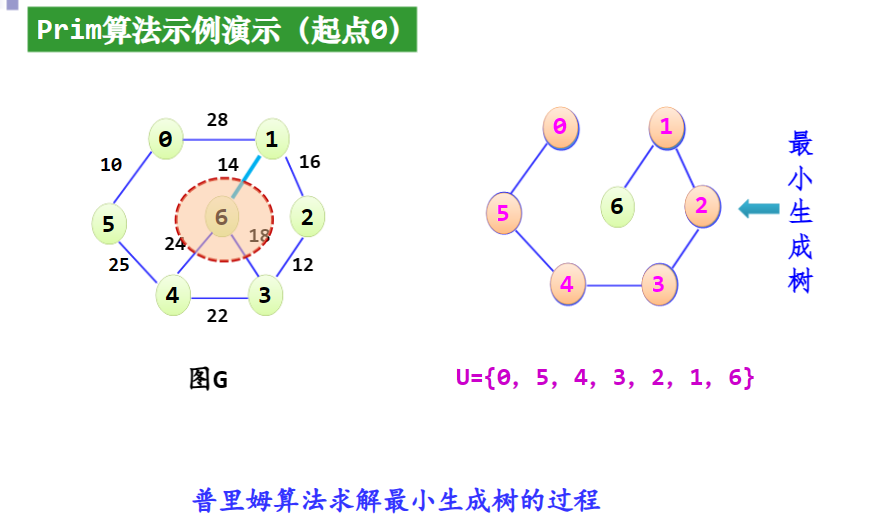 Prim算法示例演示（起点0）
28
0 1 0 1
10 14 16
5 6 2 5 6 2
24 18
25 12
4 3 4 3
22
最小生成树
图G
U={0, 5, 4, 3, 2, 1, 6}
普里姆算法求解最小生成树的过程